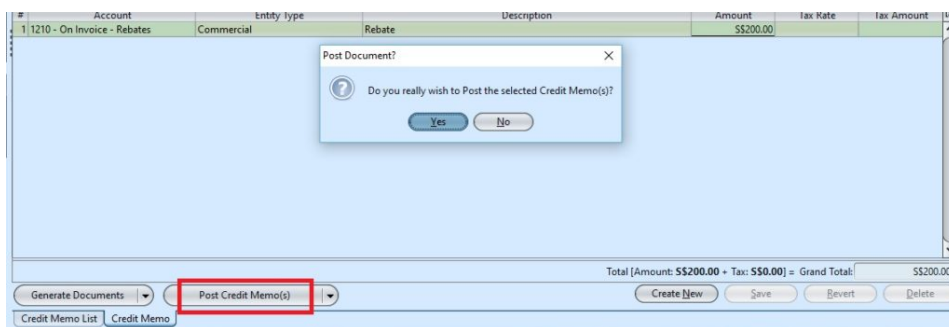 # Account Entity Type Description Amount Tax Rate Tax Amount
1 1210 - On Invoice - Rebates Commercial Rebate S$200.00
Post Document?
Do you really wish to Post the selected Credit Memo(s)?
Yes No
Total [Amount: S$200.00 + Tax: S$0.00] = Grand Total: S$200.00
Generate Documents Post Credit Memo(s) Create New Save Revert Delete
Credit Memo List Credit Memo